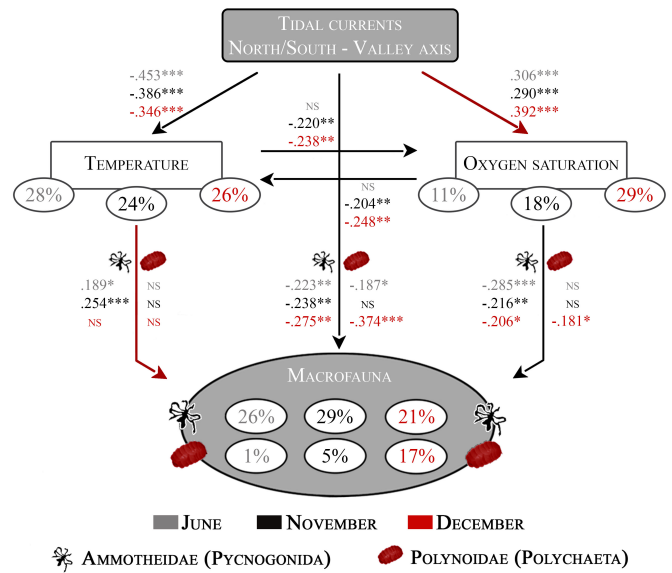 TIDAL CURRENTS
NORTH/SOUTH - VALLEY AXIS
-.453*** .306***
-.386*** .290***
-.346*** .392***
NS
-.220**
-.238**
TEMPERATURE OXYGEN SATURATION
28% 24% 26% 11% 18% 29%
NS
-.204**
-.248**
.189* NS -.223** -.187* -.285*** NS
.254*** NS -.238** NS -.216** NS
NS NS -.275** -.374*** -.206* -.181*
MACROFAUNA
26% 29% 21%
1% 5% 17%
JUNE NOVEMBER DECEMBER
AMMOTHEIDAE (PYCNOGONIDA) POLYNOIDAE (POLYCHAETA)